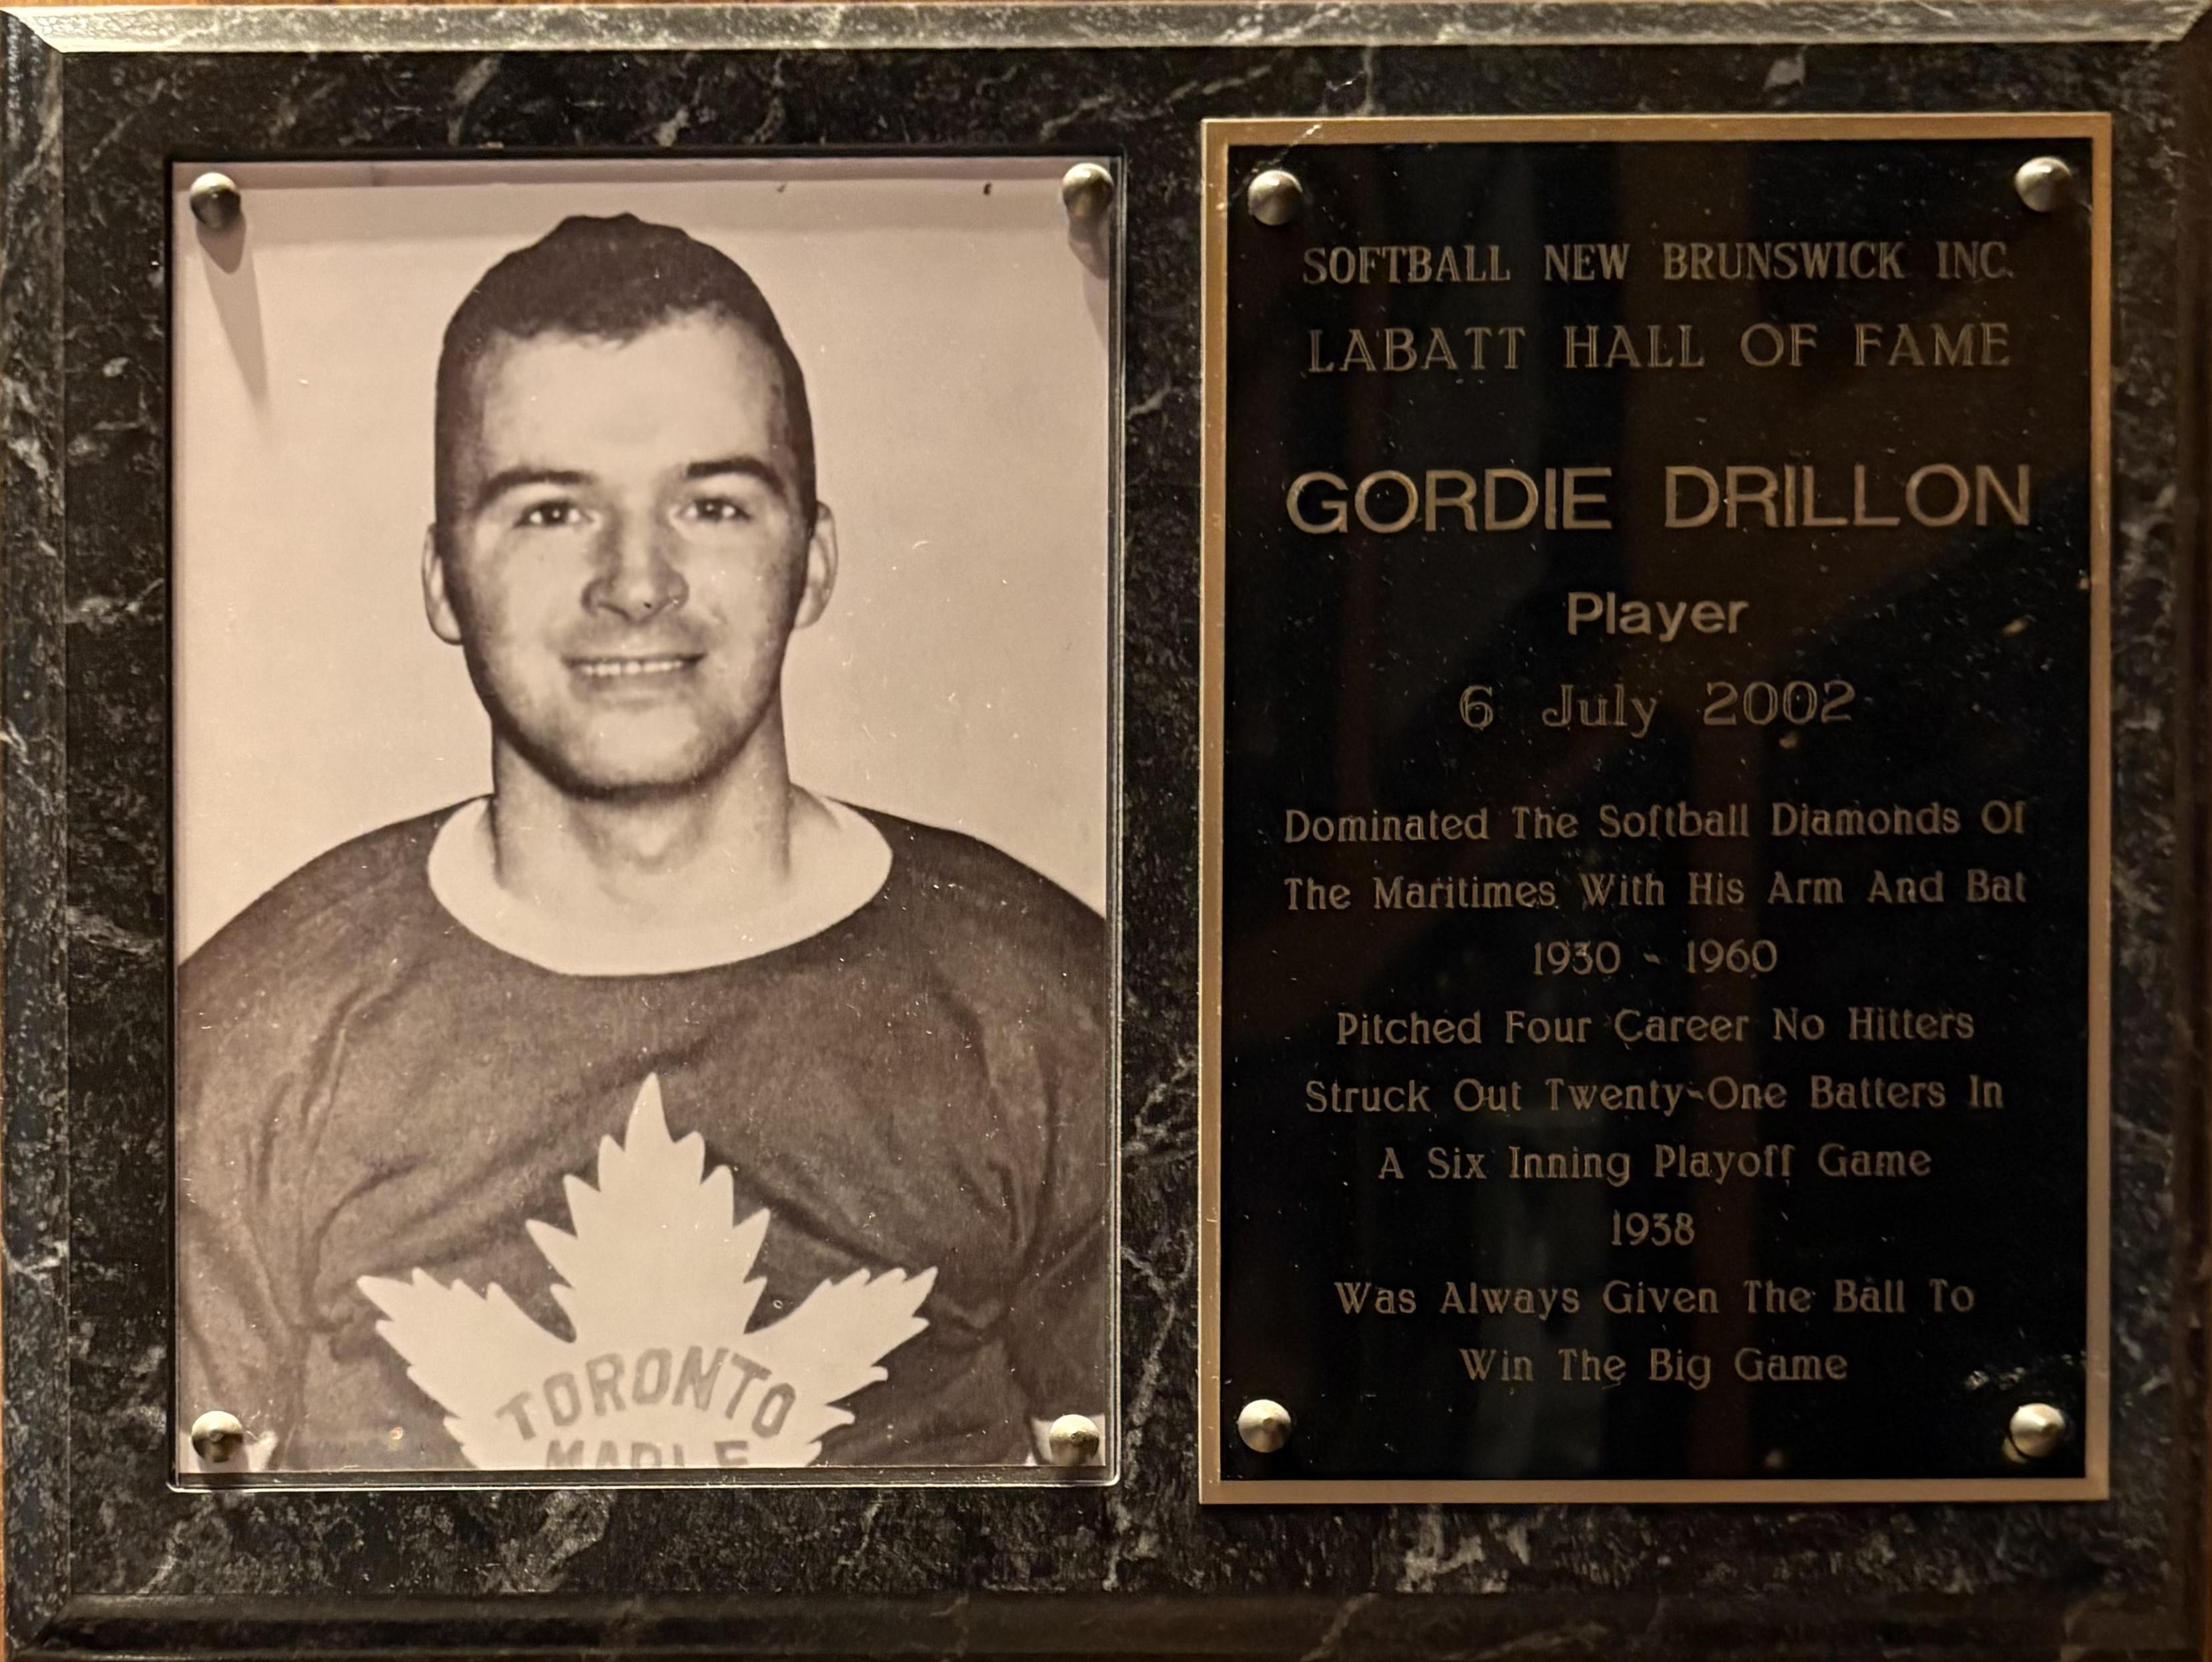 TORONTO
MAPLE
SOFTBALL NEW BRUNSWICK INC.
LABATT HALL OF FAME
GORDIE DRILLON
Player
6 July 2002
Dominated The Softball Diamonds Of
The Maritimes With His Arm And Bat
1930 - 1960
Pitched Four Career No Hitters
Struck Out Twenty-One Batters In
A Six Inning Playoff Game
1938
Was Always Given The Ball To
Win The Big Game